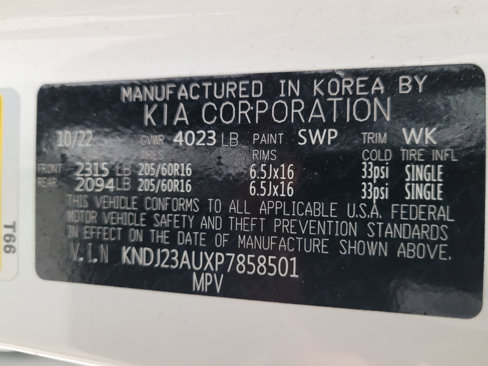 MANUFACTURED IN KOREA BY
KIA CORPORATION
10/22 GVWR 4023 LB PAINT SWP TRIM WK
TIRES RIMS COLD TIRE INFL
FRONT 2315 LB 205/60R16 6.5Jx16 33psi SINGLE
REAR 2094 LB 205/60R16 6.5Jx16 33psi SINGLE
THIS VEHICLE CONFORMS TO ALL APPLICABLE U.S.A. FEDERAL
MOTOR VEHICLE SAFETY AND THEFT PREVENTION STANDARDS
IN EFFECT ON THE DATE OF MANUFACTURE SHOWN ABOVE.
V.I.N KNDJ23AUXP7858501
MPV
T66